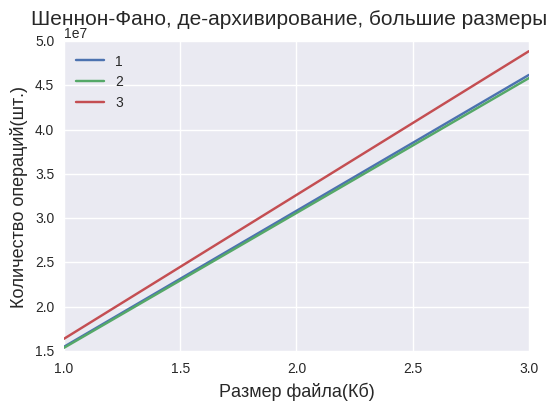 Шеннон-Фано, де-архивирование, большие размеры
1e7
5.0
4.5
4.0
3.5
3.0
2.5
2.0
1.5
Количество операций(шт.)
1
2
3
1.0 1.5 2.0 2.5 3.0
Размер файла(Кб)